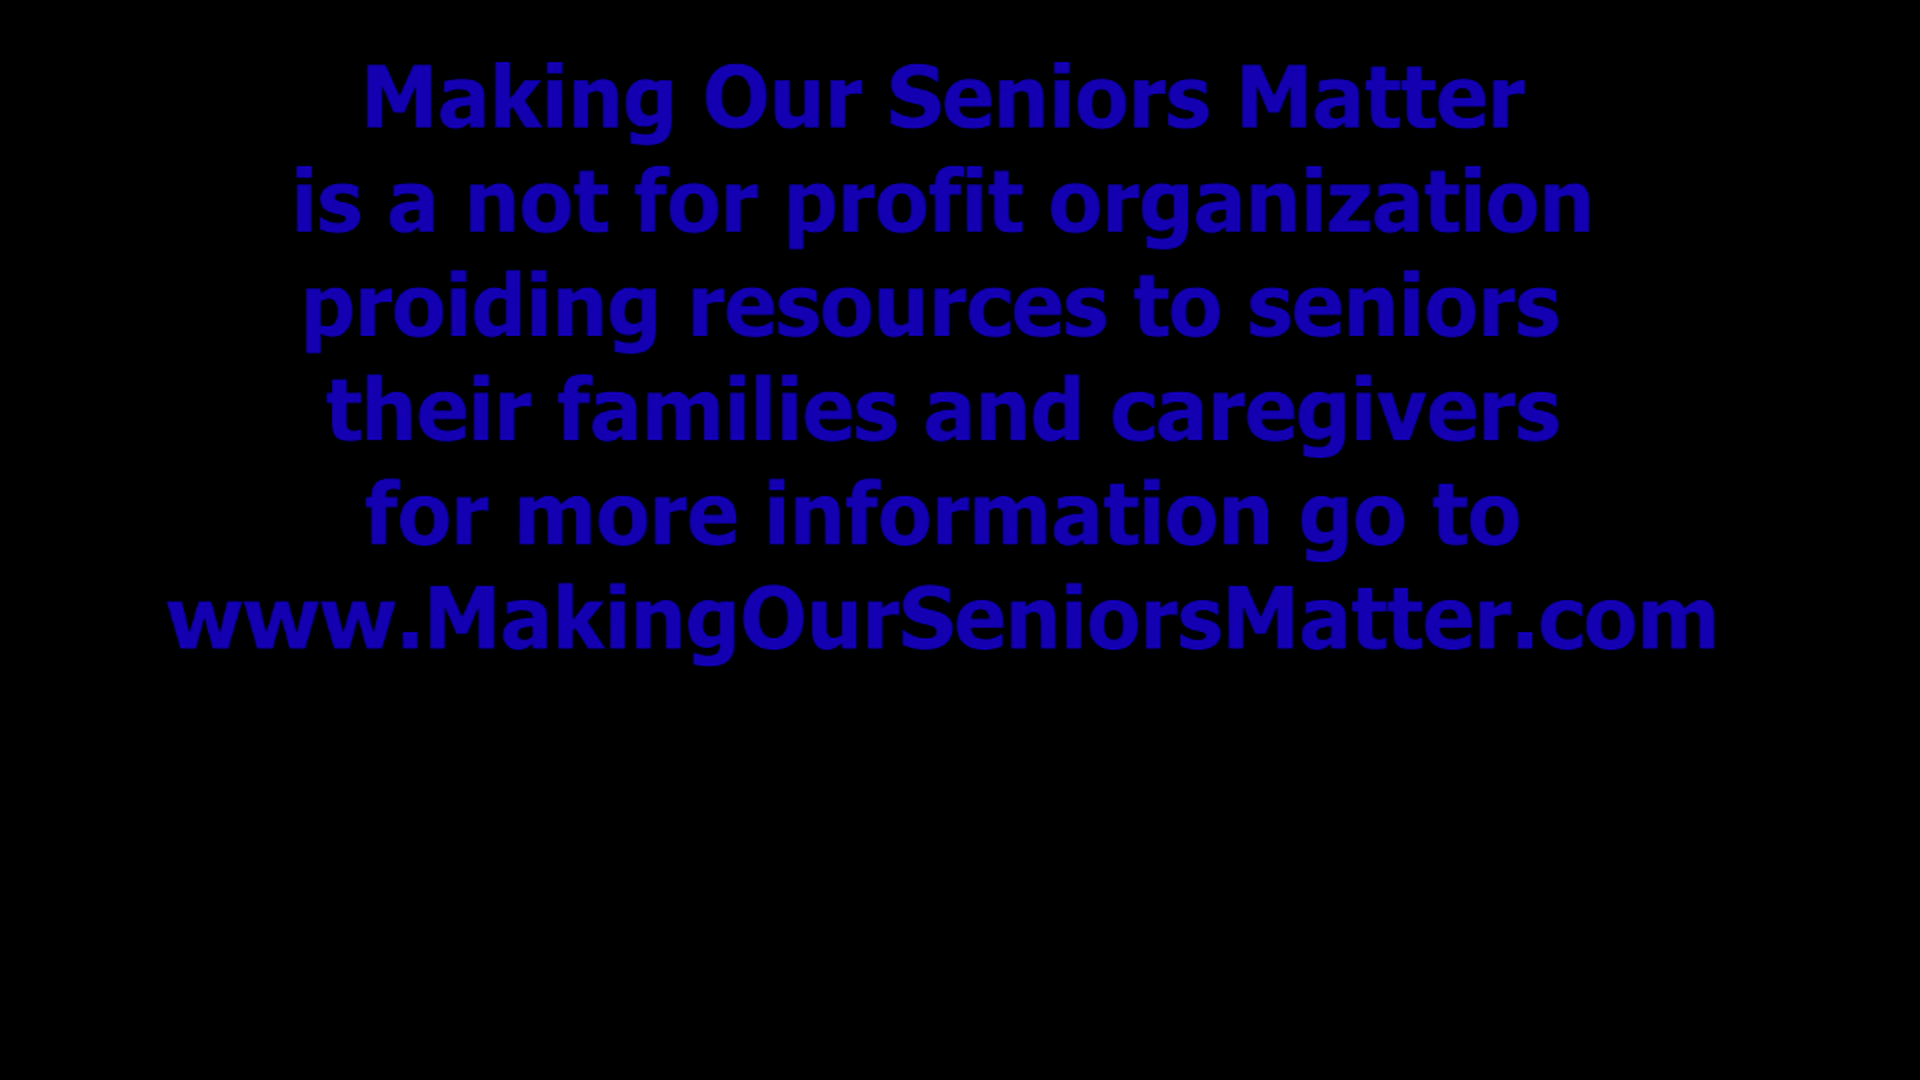 Making Our Seniors Matter
is a not for profit organization
proiding resources to seniors
their families and caregivers
for more information go to
www.MakingOurSeniorsMatter.com